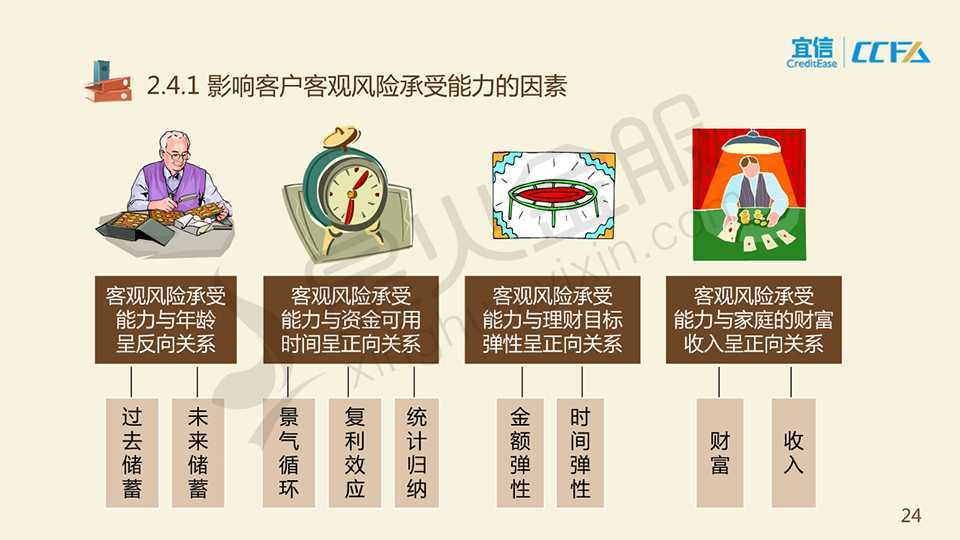 宜信
CreditEase
CCFA
2.4.1 影响客户客观风险承受能力的因素
客观风险承受
能力与年龄
呈反向关系
客观风险承受
能力与资金可用
时间呈正向关系
客观风险承受
能力与理财目标
弹性呈正向关系
客观风险承受
能力与家庭的财富
收入呈正向关系
过去储蓄
未来储蓄
景气循环
复利效应
统计归纳
金额弹性
时间弹性
财富
收入
24